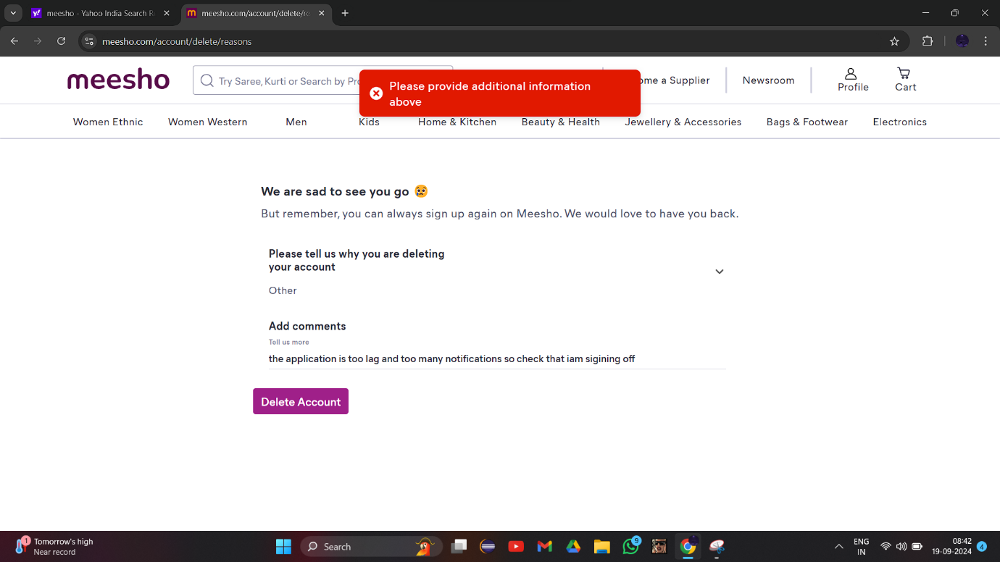 meesho - Yahoo India Search R
meesho.com/account/delete/re
meesho.com/account/delete/reasons
meesho
Try Saree, Kurti or Search by Pro
Please provide additional information
above
ome a Supplier
Newsroom
Profile
Cart
Women Ethnic
Women Western
Men
Kids
Home & Kitchen
Beauty & Health
Jewellery & Accessories
Bags & Footwear
Electronics
We are sad to see you go 😢
But remember, you can always sign up again on Meesho. We would love to have you back.
Please tell us why you are deleting
your account
Other
Add comments
Tell us more
the application is too lag and too many notifications so check that iam sigining off
Delete Account
1
Tomorrow's high
Near record
Search
9
ENG
IN
08:42
19-09-2024
4